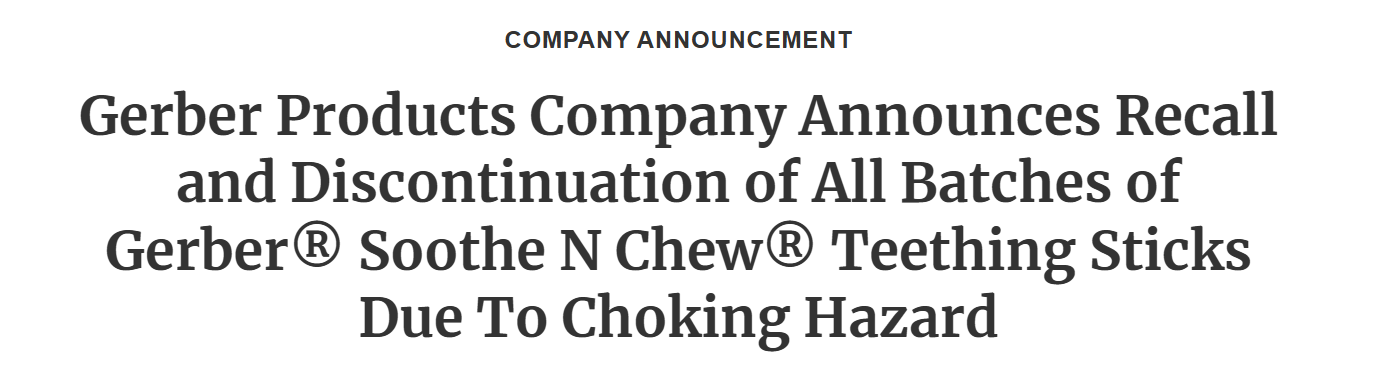 COMPANY ANNOUNCEMENT
Gerber Products Company Announces Recall
and Discontinuation of All Batches of
Gerber® Soothe N Chew® Teething Sticks
Due To Choking Hazard